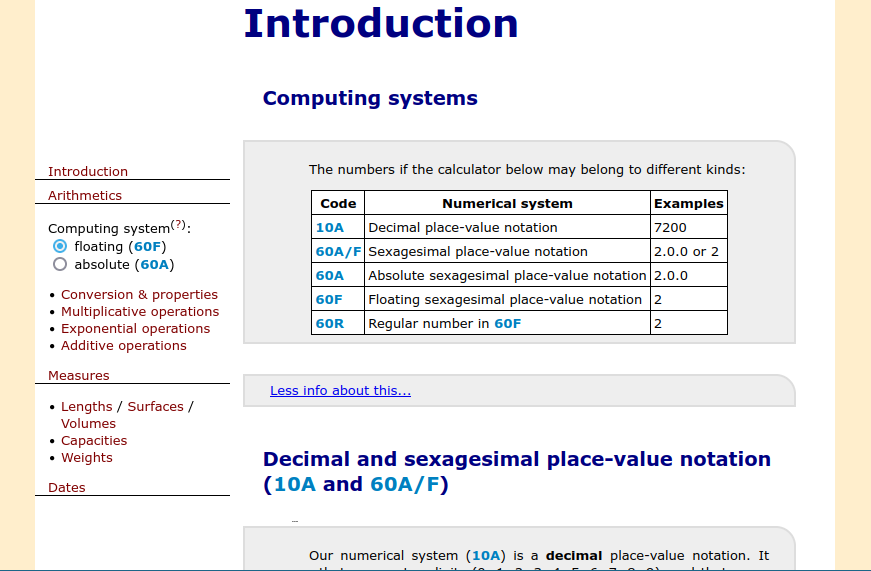 Introduction
Computing systems
Introduction
Arithmetics
Computing system(?):
floating (60F)
absolute (60A)
• Conversion & properties
• Multiplicative operations
• Exponential operations
• Additive operations
Measures
• Lengths / Surfaces /
Volumes
• Capacities
• Weights
Dates
The numbers if the calculator below may belong to different kinds:
Code Numerical system Examples
10A Decimal place-value notation 7200
60A/F Sexagesimal place-value notation 2.0.0 or 2
60A Absolute sexagesimal place-value notation 2.0.0
60F Floating sexagesimal place-value notation 2
60R Regular number in 60F 2
Less info about this...
Decimal and sexagesimal place-value notation
(10A and 60A/F)
Our numerical system (10A) is a decimal place-value notation. It